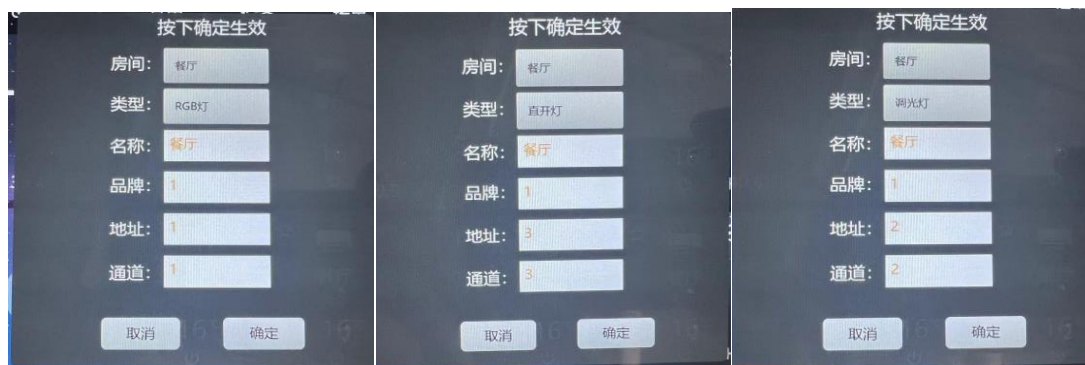 按下确定生效
房间： 餐厅
类型： RGB灯
名称： 餐厅
品牌： 1
地址： 1
通道： 1
取消 确定
按下确定生效
房间： 餐厅
类型： 直开灯
名称： 餐厅
品牌： 1
地址： 3
通道： 3
取消 确定
按下确定生效
房间： 餐厅
类型： 调光灯
名称： 餐厅
品牌： 1
地址： 2
通道： 2
取消 确定